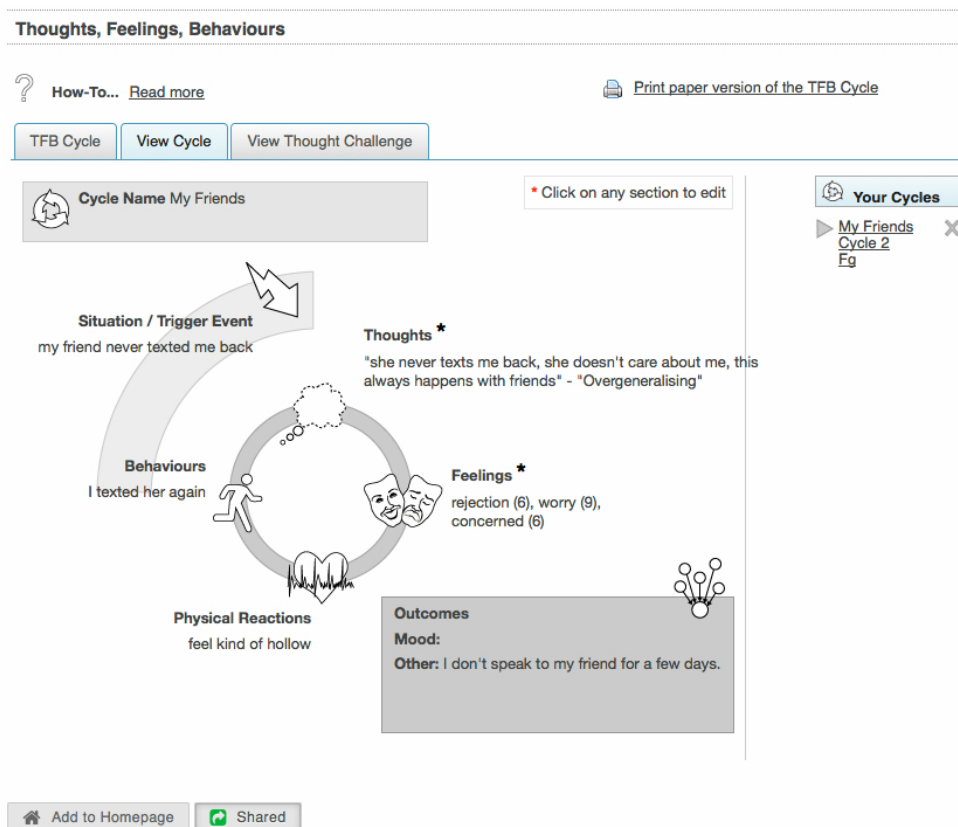 Thoughts, Feelings, Behaviours
? How-To... Read more
Print paper version of the TFB Cycle
TFB Cycle
View Cycle
View Thought Challenge
Cycle Name My Friends
* Click on any section to edit
Your Cycles
My Friends
Cycle 2
Fg
Situation / Trigger Event
my friend never texted me back
Thoughts *
"she never texts me back, she doesn't care about me, this
always happens with friends" - "Overgeneralising"
Behaviours
I texted her again
Feelings *
rejection (6), worry (9),
concerned (6)
Physical Reactions
feel kind of hollow
Outcomes
Mood:
Other: I don't speak to my friend for a few days.
Add to Homepage
Shared